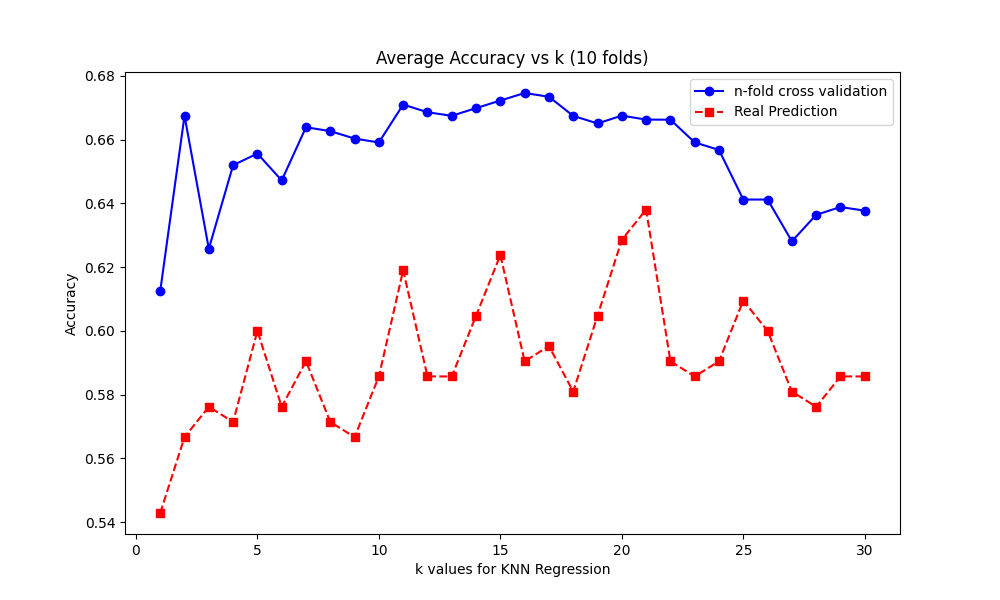 Average Accuracy vs k (10 folds)
n-fold cross validation
Real Prediction
Accuracy
0.68
0.66
0.64
0.62
0.60
0.58
0.56
0.54
0 5 10 15 20 25 30
k values for KNN Regression